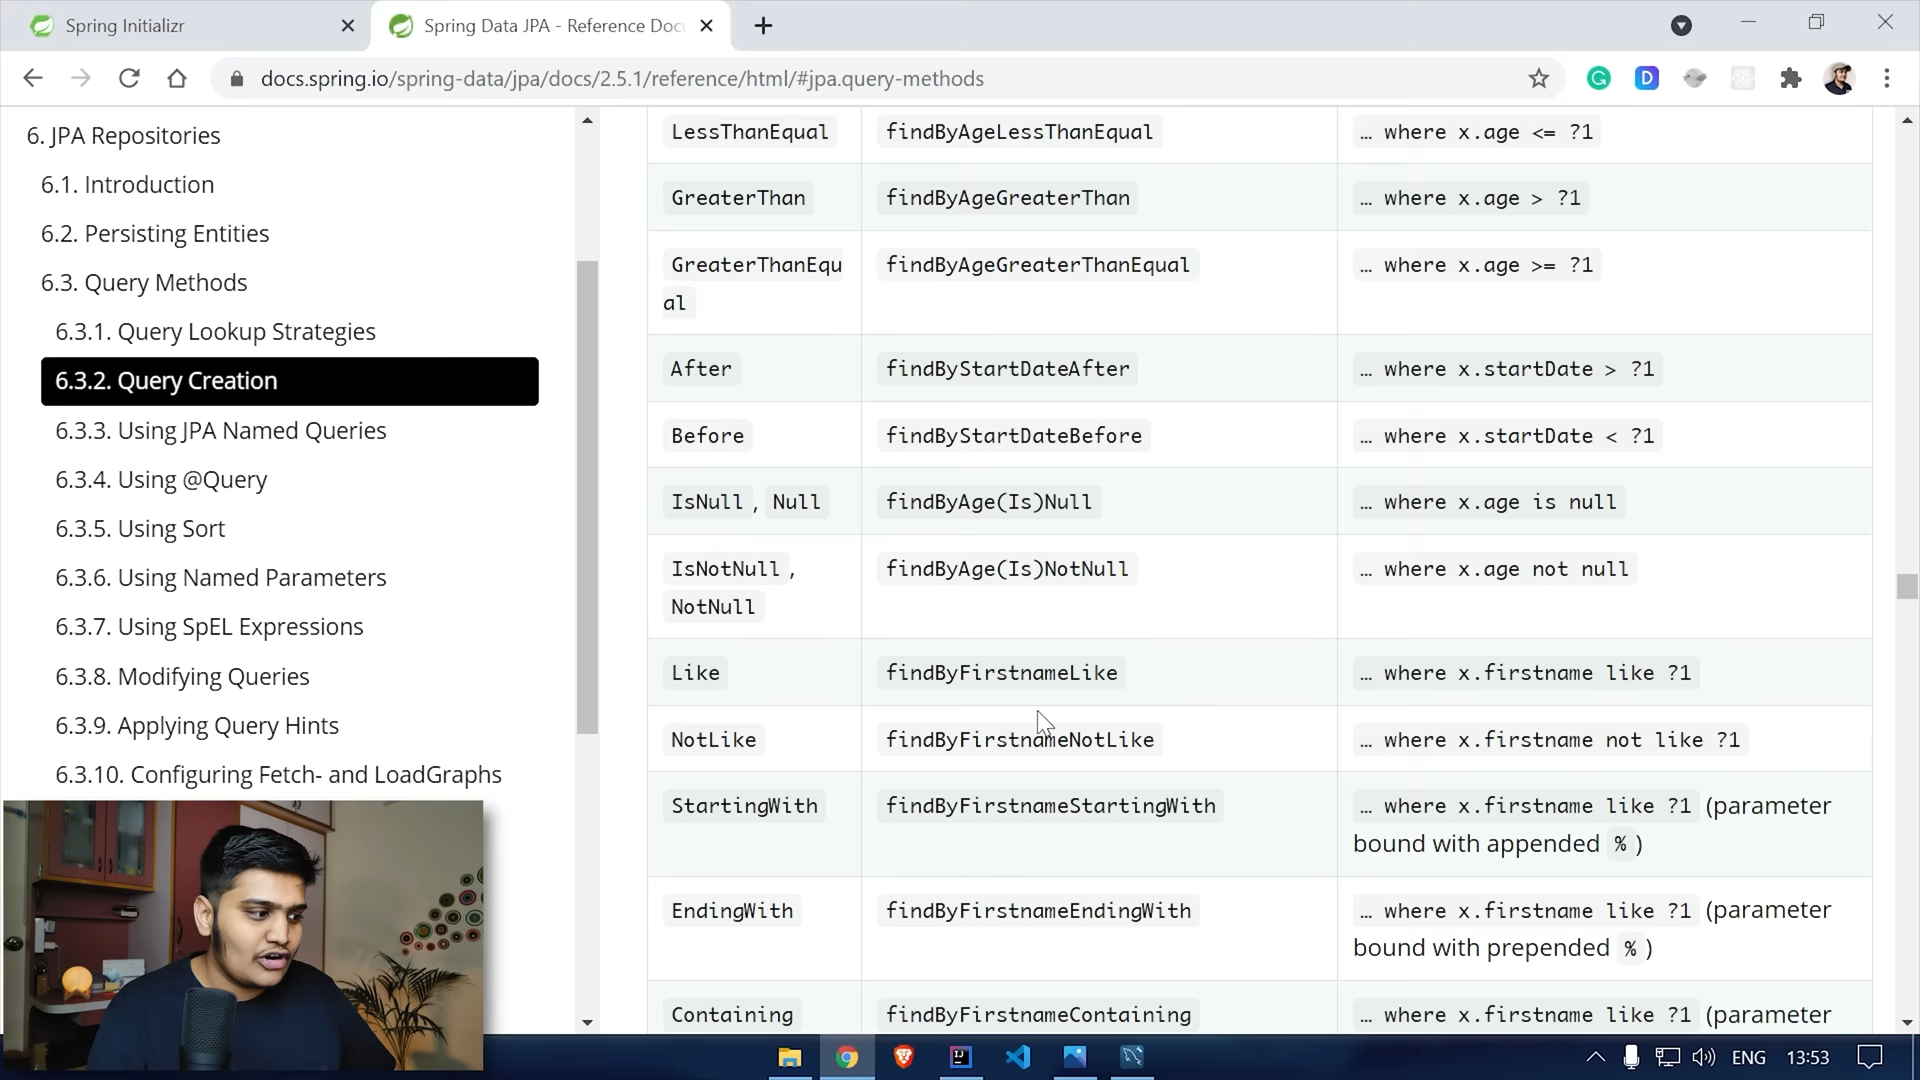 Spring Initializr
Spring Data JPA - Reference Doc
docs.spring.io/spring-data/jpa/docs/2.5.1/reference/html/#jpa.query-methods
6. JPA Repositories
6.1. Introduction
6.2. Persisting Entities
6.3. Query Methods
6.3.1. Query Lookup Strategies
6.3.2. Query Creation
6.3.3. Using JPA Named Queries
6.3.4. Using @Query
6.3.5. Using Sort
6.3.6. Using Named Parameters
6.3.7. Using SpEL Expressions
6.3.8. Modifying Queries
6.3.9. Applying Query Hints
6.3.10. Configuring Fetch- and LoadGraphs
LessThanEqual findByAgeLessThanEqual … where x.age <= ?1
GreaterThan findByAgeGreaterThan … where x.age > ?1
GreaterThanEqu findByAgeGreaterThanEqual … where x.age >= ?1
al
After findByStartDateAfter … where x.startDate > ?1
Before findByStartDateBefore … where x.startDate < ?1
IsNull , Null findByAge(Is)Null … where x.age is null
IsNotNull , findByAge(Is)NotNull … where x.age not null
NotNull
Like findByFirstnameLike … where x.firstname like ?1
NotLike findByFirstnameNotLike … where x.firstname not like ?1
StartingWith findByFirstnameStartingWith … where x.firstname like ?1 (parameter
bound with appended % )
EndingWith findByFirstnameEndingWith … where x.firstname like ?1 (parameter
bound with prepended % )
Containing findByFirstnameContaining … where x.firstname like ?1 (parameter
ENG 13:53